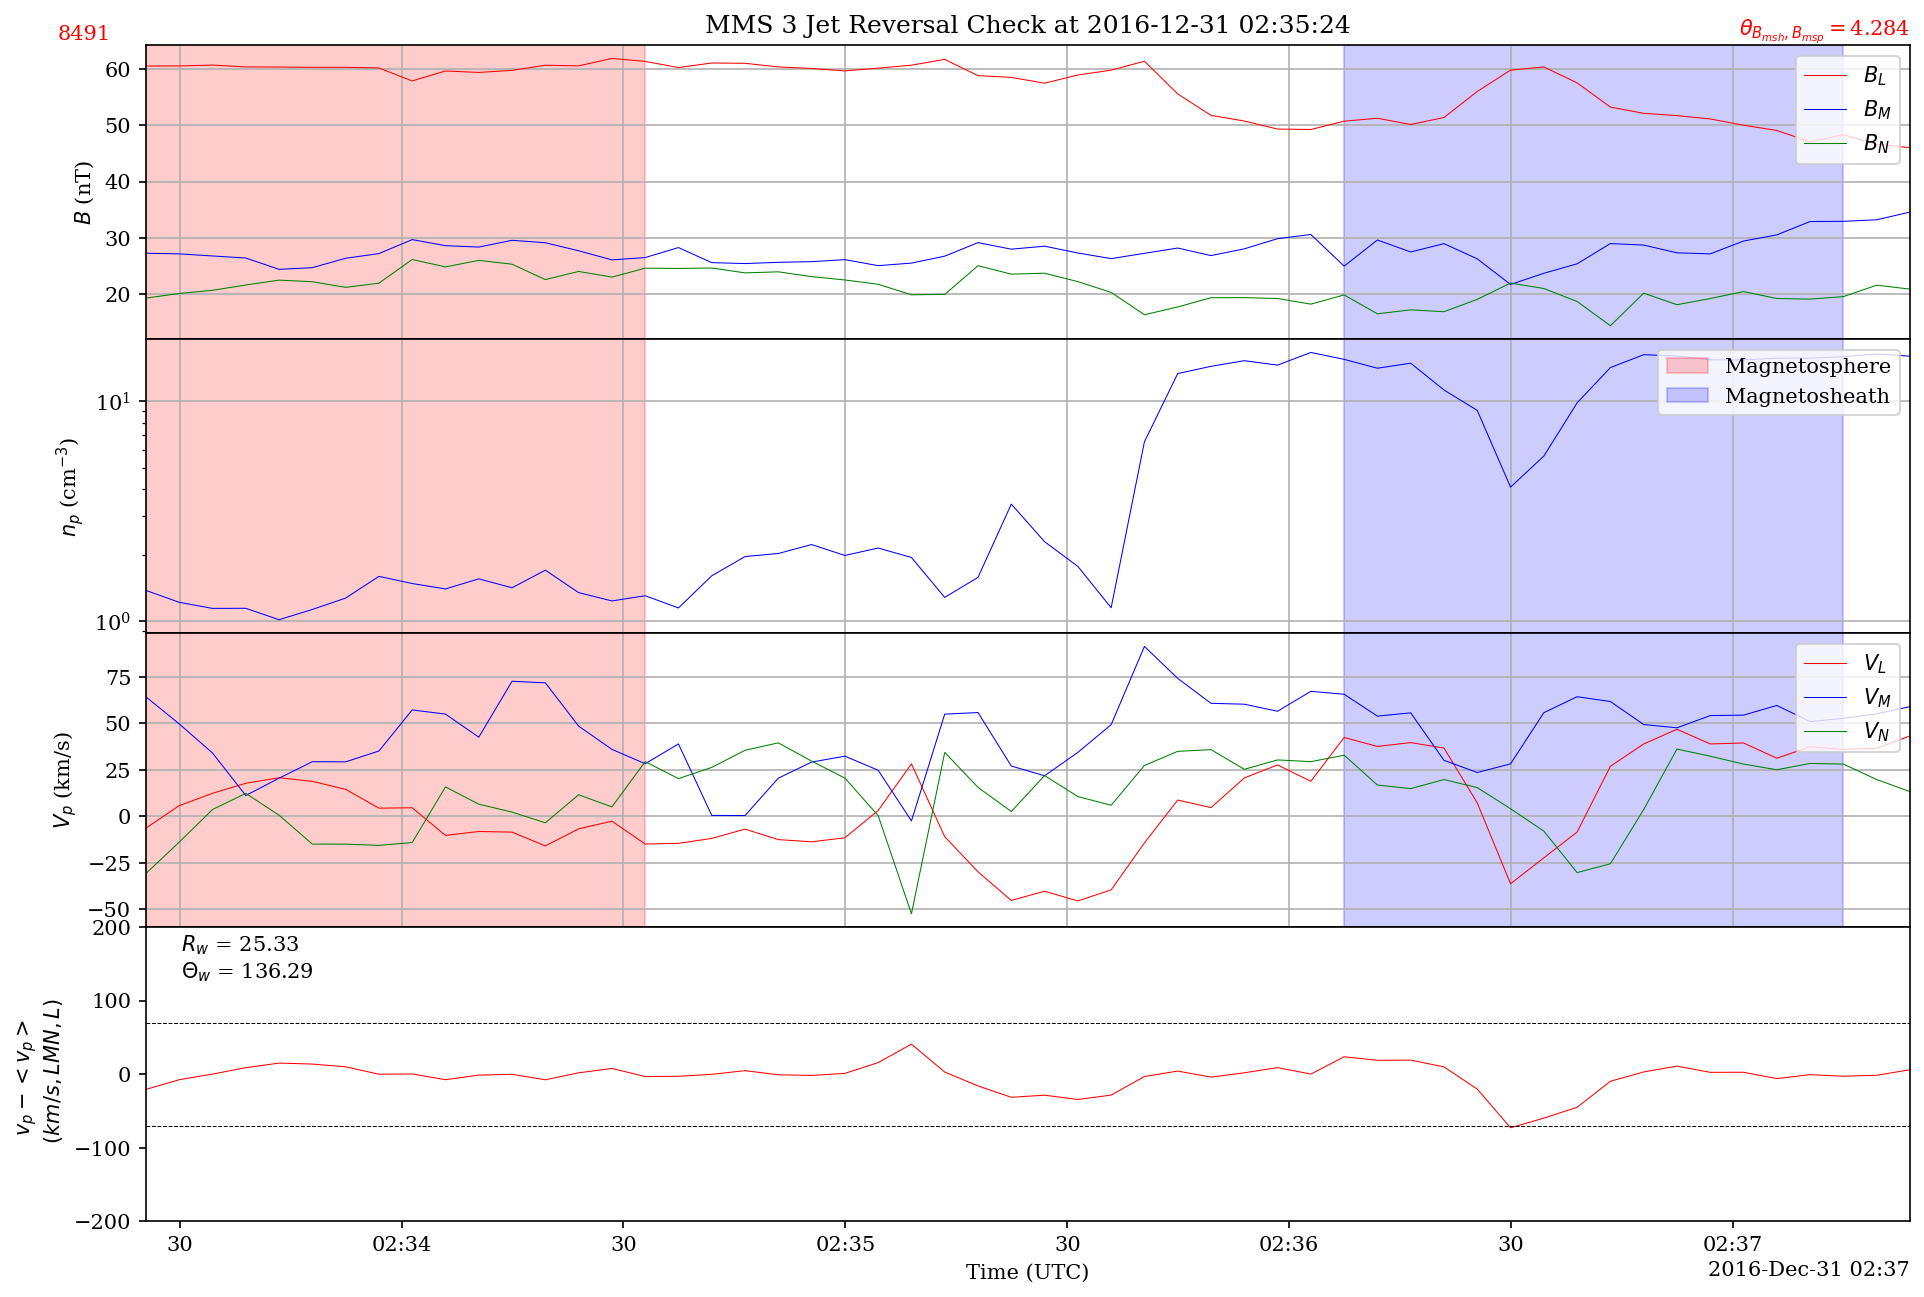 MMS 3 Jet Reversal Check at 2016-12-31 02:35:24
8491
θ_{B_{msh}, B_{msp}} = 4.284
60
50
40
30
20
B (nT)
B_L
B_M
B_N
10^1
10^0
n_p (cm^{−3})
Magnetosphere
Magnetosheath
75
50
25
0
−25
−50
V_p (km/s)
V_L
V_M
V_N
200
100
0
−100
−200
v_p − < v_p >
(km/s, LMN, L)
R_w = 25.33
Θ_w = 136.29
30 02:34 30 02:35 30 02:36 30 02:37
Time (UTC)
2016-Dec-31 02:37